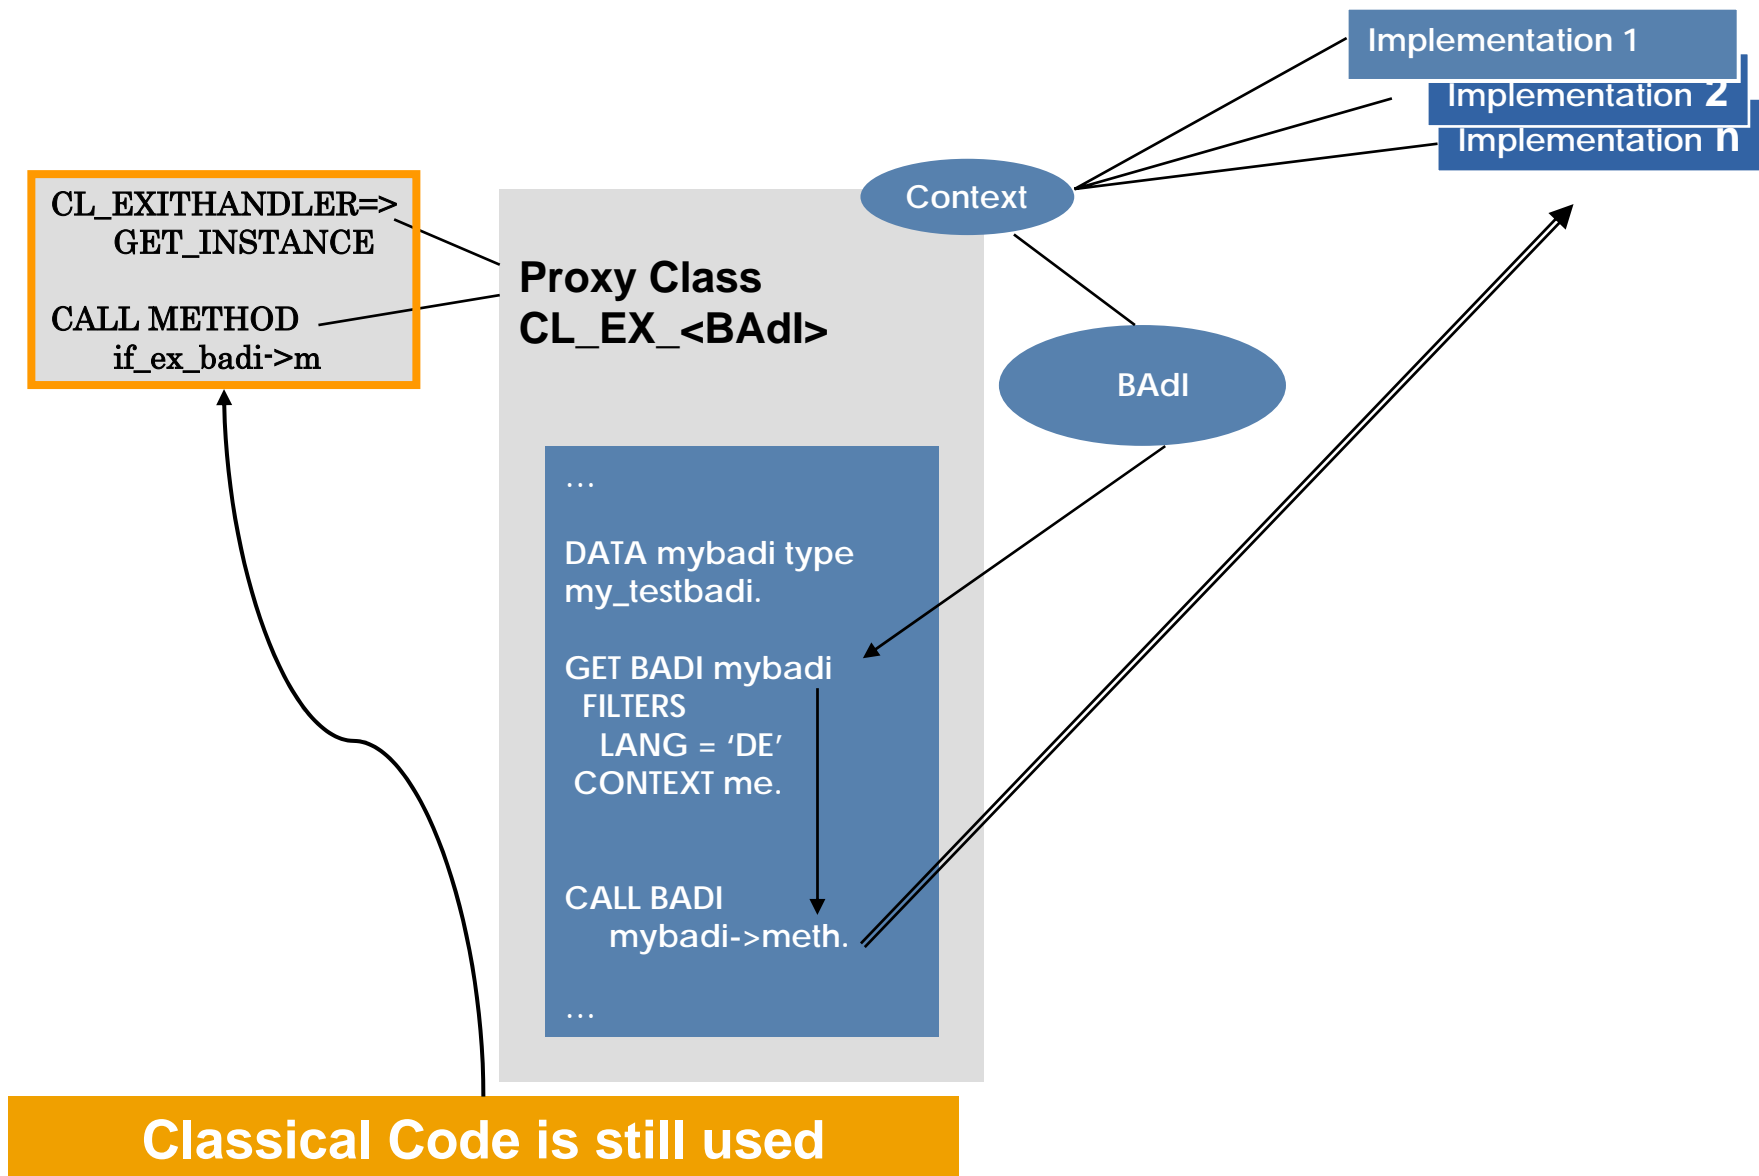 Implementation 1
Implementation 2
Implementation n
Context
CL_EXITHANDLER=>
GET_INSTANCE
CALL METHOD
if_ex_badi->m
Proxy Class
CL_EX_<BAdI>
BAdI
…
DATA mybadi type
my_testbadi.
GET BADI mybadi
FILTERS
LANG = ‘DE’
CONTEXT me.
CALL BADI
mybadi->meth.
…
Classical Code is still used